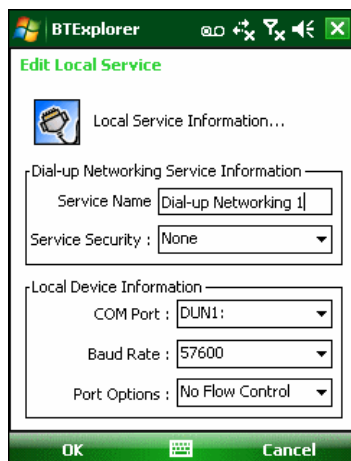 BTExplorer
Edit Local Service
Local Service Information...
Dial-up Networking Service Information
Service Name Dial-up Networking 1
Service Security : None
Local Device Information
COM Port : DUN1:
Baud Rate : 57600
Port Options : No Flow Control
OK Cancel